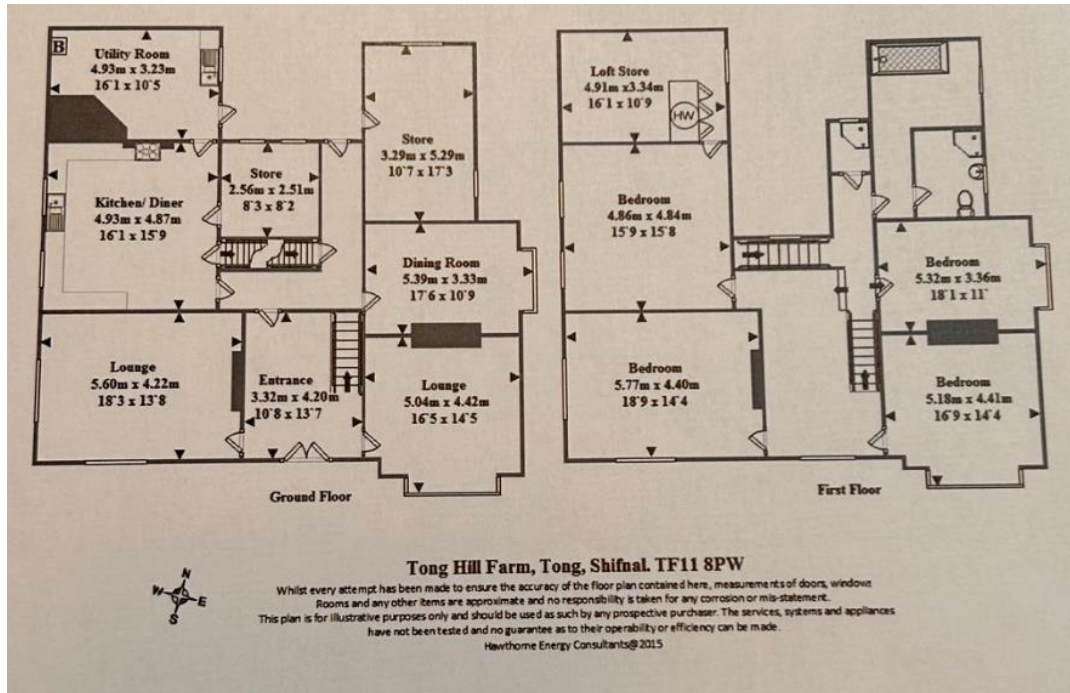 B
Utility Room
4.93m x 3.23m
16'1 x 10'5
Store
3.29m x 5.29m
10'7 x 17'3
Store
2.56m x 2.51m
8'3 x 8'2
Kitchen/ Diner
4.93m x 4.87m
16'1 x 15'9
Dining Room
5.39m x 3.33m
17'6 x 10'9
Lounge
5.60m x 4.22m
18'3 x 13'8
Entrance
3.32m x 4.20m
10'8 x 13'7
Lounge
5.04m x 4.42m
16'5 x 14'5
Ground Floor
Loft Store
4.91m x3.34m
16'1 x 10'9
HW
Bedroom
4.86m x 4.84m
15'9 x 15'8
Bedroom
5.32m x 3.36m
18'1 x 11'
Bedroom
5.77m x 4.40m
18'9 x 14'4
Bedroom
5.18m x 4.41m
16'9 x 14'4
First Floor
N
W
E
S
Tong Hill Farm, Tong, Shifnal. TF11 8PW
Whilst every attempt has been made to ensure the accuracy of the floor plan contained here, measurements of doors, windows
Rooms and any other items are approximate and no responsibility is taken for any corrosion or mis-statement.
This plan is for illustrative purposes only and should be used as such by any prospective purchaser. The services, systems and appliances
have not been tested and no guarantee as to their operability or efficiency can be made.
Hawthorne Energy Consultants@2015